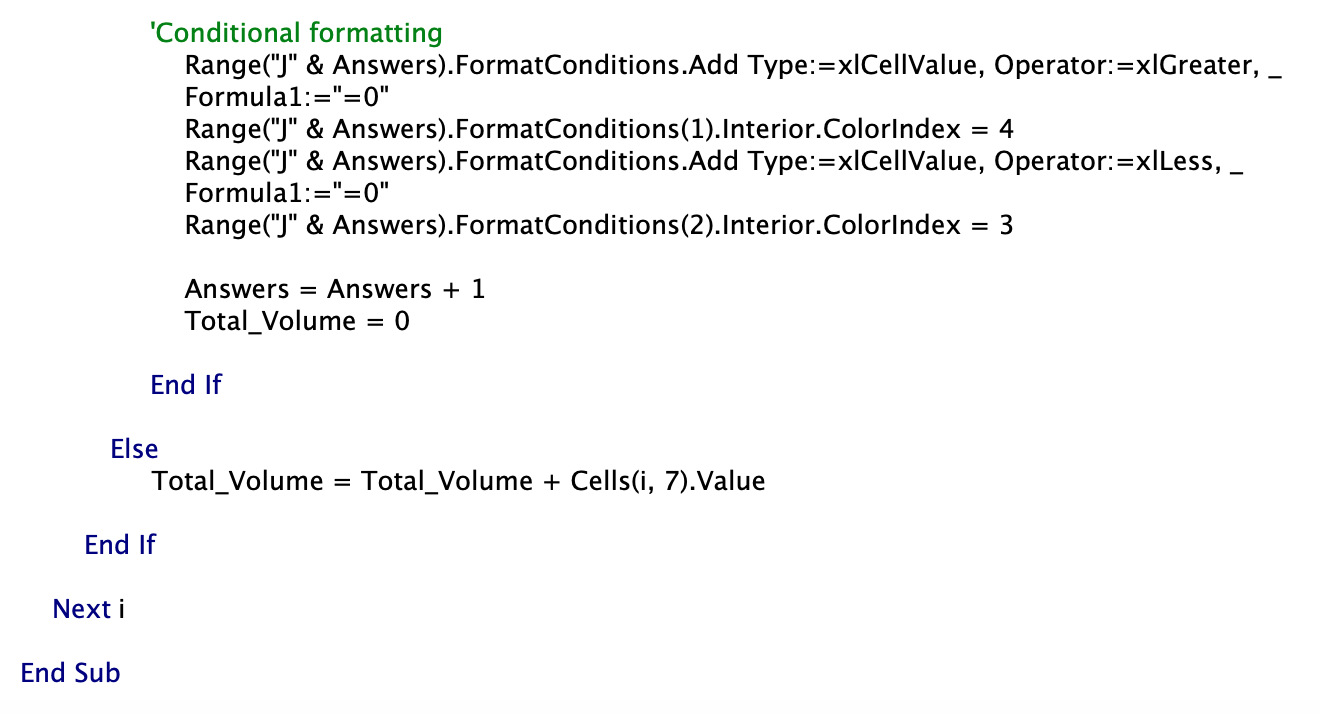 'Conditional formatting
Range("J" & Answers).FormatConditions.Add Type:=xlCellValue, Operator:=xlGreater, _
Formula1:="=0"
Range("J" & Answers).FormatConditions(1).Interior.ColorIndex = 4
Range("J" & Answers).FormatConditions.Add Type:=xlCellValue, Operator:=xlLess, _
Formula1:="=0"
Range("J" & Answers).FormatConditions(2).Interior.ColorIndex = 3
Answers = Answers + 1
Total_Volume = 0
End If
Else
Total_Volume = Total_Volume + Cells(i, 7).Value
End If
Next i
End Sub